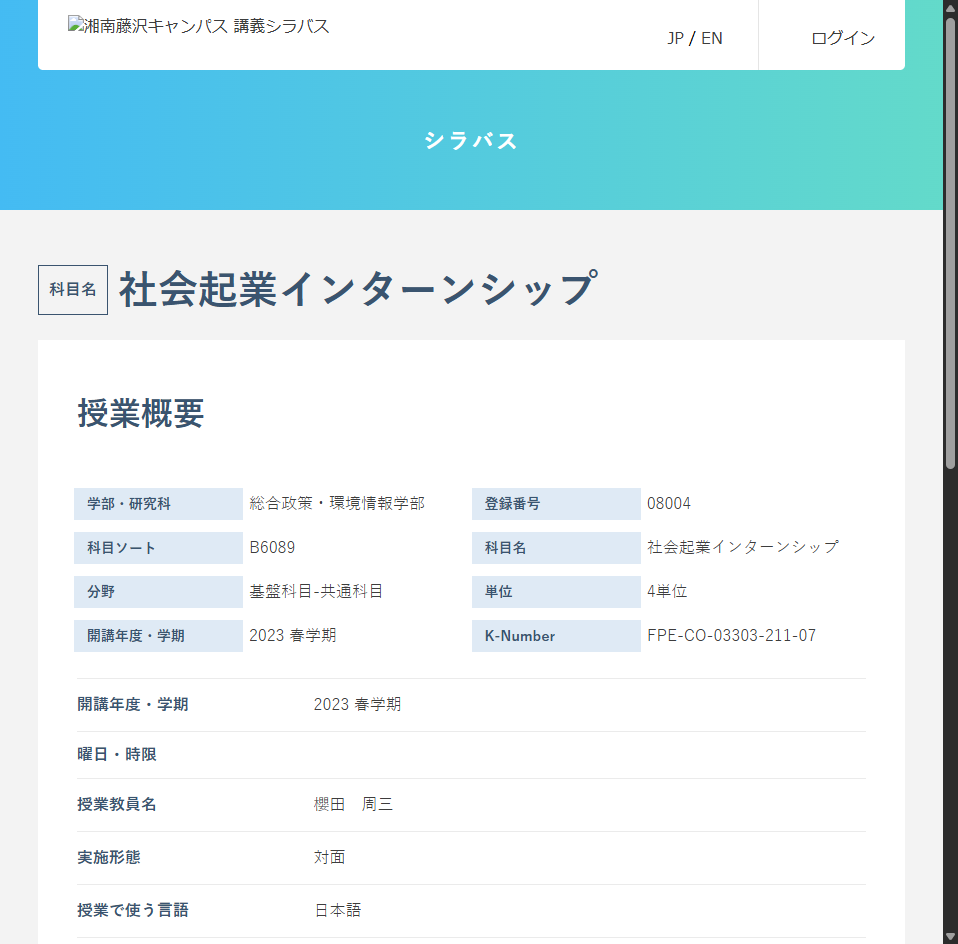 湘南藤沢キャンパス 講義シラバス
JP / EN
ログイン
シラバス
科目名
社会起業インターンシップ
授業概要
学部・研究科 総合政策・環境情報学部 登録番号 08004
科目ソート B6089 科目名 社会起業インターンシップ
分野 基盤科目-共通科目 単位 4単位
開講年度・学期 2023 春学期 K-Number FPE-CO-03303-211-07
開講年度・学期 2023 春学期
曜日・時限
授業教員名 櫻田　周三
実施形態 対面
授業で使う言語 日本語